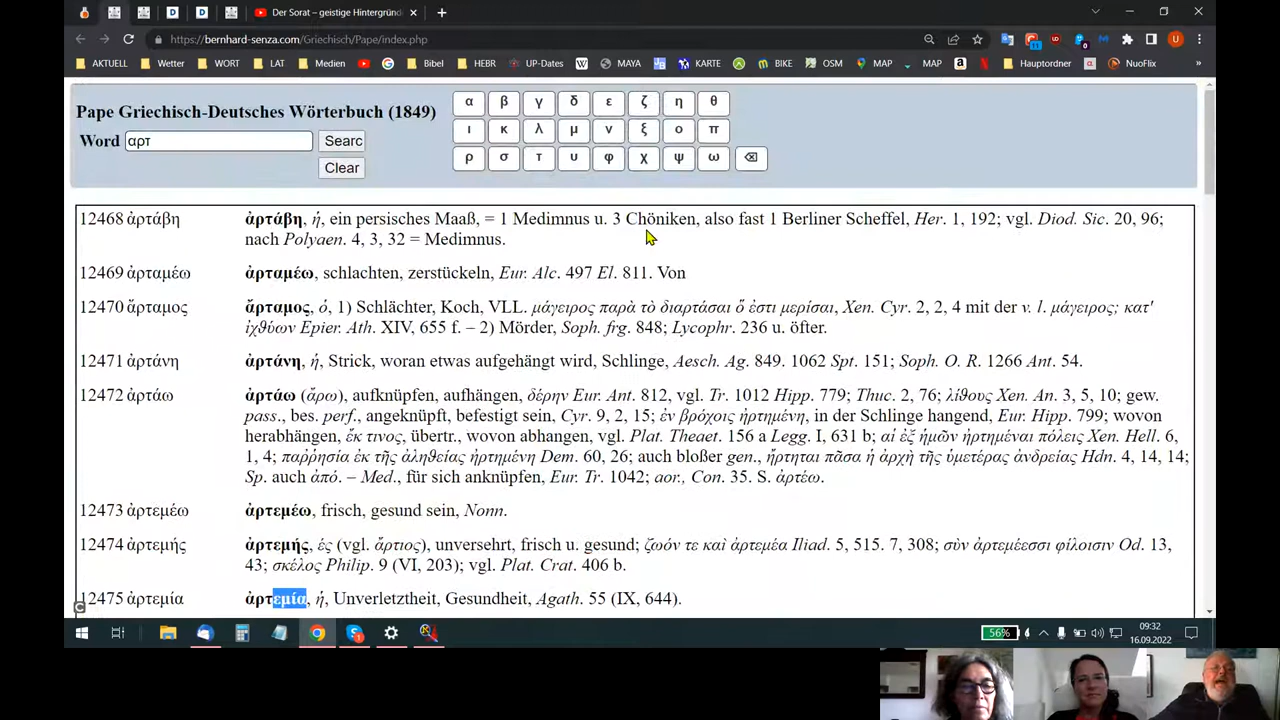 Der Sorat – geistige Hintergründ
https://bernhard-senza.com/Griechisch/Pape/index.php
AKTUELL Wetter WORT LAT Medien Bibel HEBR UP-Dates MAYA KARTE BIKE OSM MAP MAP Hauptordner NuoFlix »
Pape Griechisch-Deutsches Wörterbuch (1849)
α β γ δ ε ζ η θ
Word αρτ Searc
ι κ λ μ ν ξ ο π
ρ σ τ υ φ χ ψ ω
Clear
12468 ἀρτάβη ἀρτάβη, ἡ, ein persisches Maaß, = 1 Medimnus u. 3 Chöniken, also fast 1 Berliner Scheffel, Her. 1, 192; vgl. Diod. Sic. 20, 96;
nach Polyaen. 4, 3, 32 = Medimnus.
12469 ἀρταμέω ἀρταμέω, schlachten, zerstückeln, Eur. Alc. 497 El. 811. Von
12470 ἄρταμος ἄρταμος, ὁ, 1) Schlächter, Koch, VLL. μάγειρος παρὰ τὸ διαρτάσαι ὅ ἐστι μερίσαι, Xen. Cyr. 2, 2, 4 mit der v. l. μάγειρος; κατ'
ἰχθύων Epier. Ath. XIV, 655 f. – 2) Mörder, Soph. frg. 848; Lycophr. 236 u. öfter.
12471 ἀρτάνη ἀρτάνη, ἡ, Strick, woran etwas aufgehängt wird, Schlinge, Aesch. Ag. 849. 1062 Spt. 151; Soph. O. R. 1266 Ant. 54.
12472 ἀρτάω ἀρτάω (ἄρω), aufknüpfen, aufhängen, δέρην Eur. Ant. 812, vgl. Tr. 1012 Hipp. 779; Thuc. 2, 76; λίθους Xen. An. 3, 5, 10; gew.
pass., bes. perf., angeknüpft, befestigt sein, Cyr. 9, 2, 15; ἐν βρόχοις ἠρτημένη, in der Schlinge hangend, Eur. Hipp. 799; wovon
herabhängen, ἔκ τινος, übertr., wovon abhangen, vgl. Plat. Theaet. 156 a Legg. I, 631 b; αἱ ἐξ ἡμῶν ἠρτημέναι πόλεις Xen. Hell. 6,
1, 4; παῤῥησία ἐκ τῆς ἀληθείας ἠρτημένη Dem. 60, 26; auch bloßer gen., ἤρτηται πᾶσα ἡ ἀρχὴ τῆς ὑμετέρας ἀνδρείας Hdn. 4, 14, 14;
Sp. auch ἀπό. – Med., für sich anknüpfen, Eur. Tr. 1042; aor., Con. 35. S. ἀρτέω.
12473 ἀρτεμέω ἀρτεμέω, frisch, gesund sein, Nonn.
12474 ἀρτεμής ἀρτεμής, ές (vgl. ἄρτιος), unversehrt, frisch u. gesund; ζωόν τε καὶ ἀρτεμέα Iliad. 5, 515. 7, 308; σὺν ἀρτεμέεσσι φίλοισιν Od. 13,
43; σκέλος Philip. 9 (VI, 203); vgl. Plat. Crat. 406 b.
12475 ἀρτεμία ἀρτεμία, ἡ, Unverletztheit, Gesundheit, Agath. 55 (IX, 644).
56%
09:32
16.09.2022